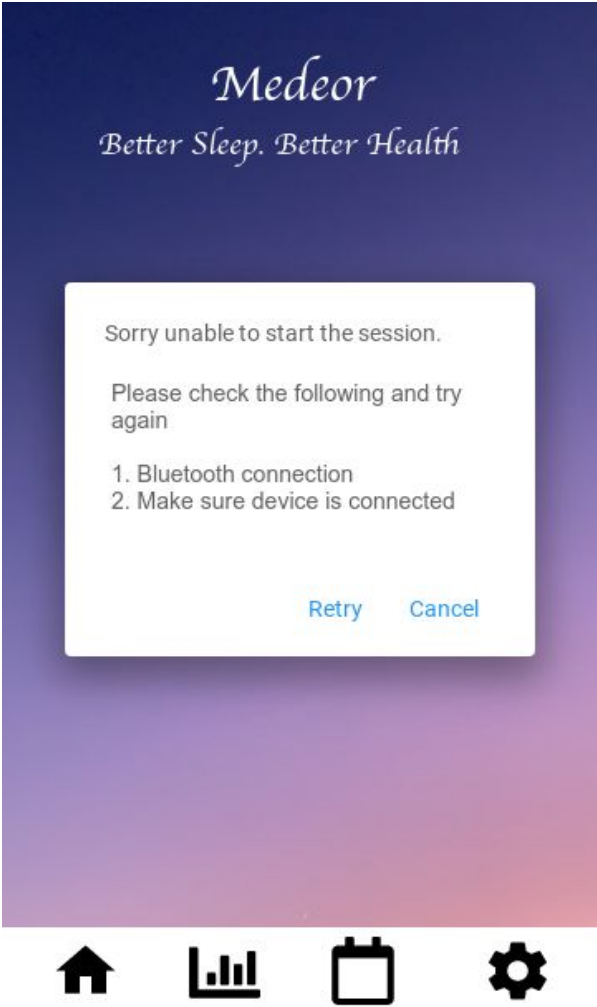 Medeor
Better Sleep. Better Health
Sorry unable to start the session.
Please check the following and try
again
1. Bluetooth connection
2. Make sure device is connected
Retry Cancel